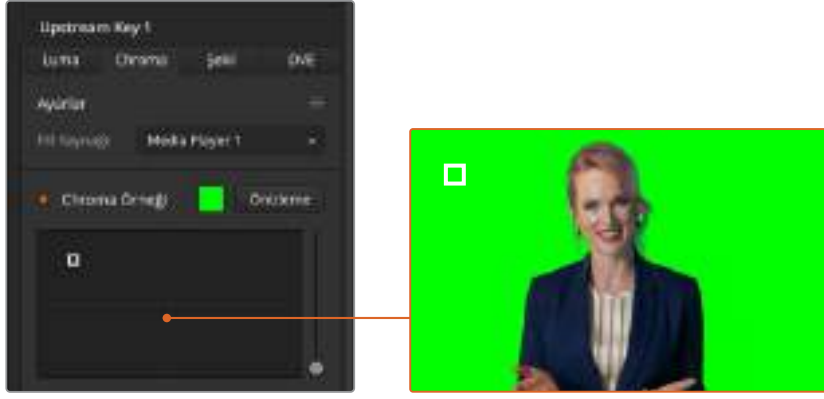 Upstream Key 1
Luma Chroma Şekil DVE
Ayarlar
Fill Kaynağı Media Player 1
Chroma Örneği Önizleme